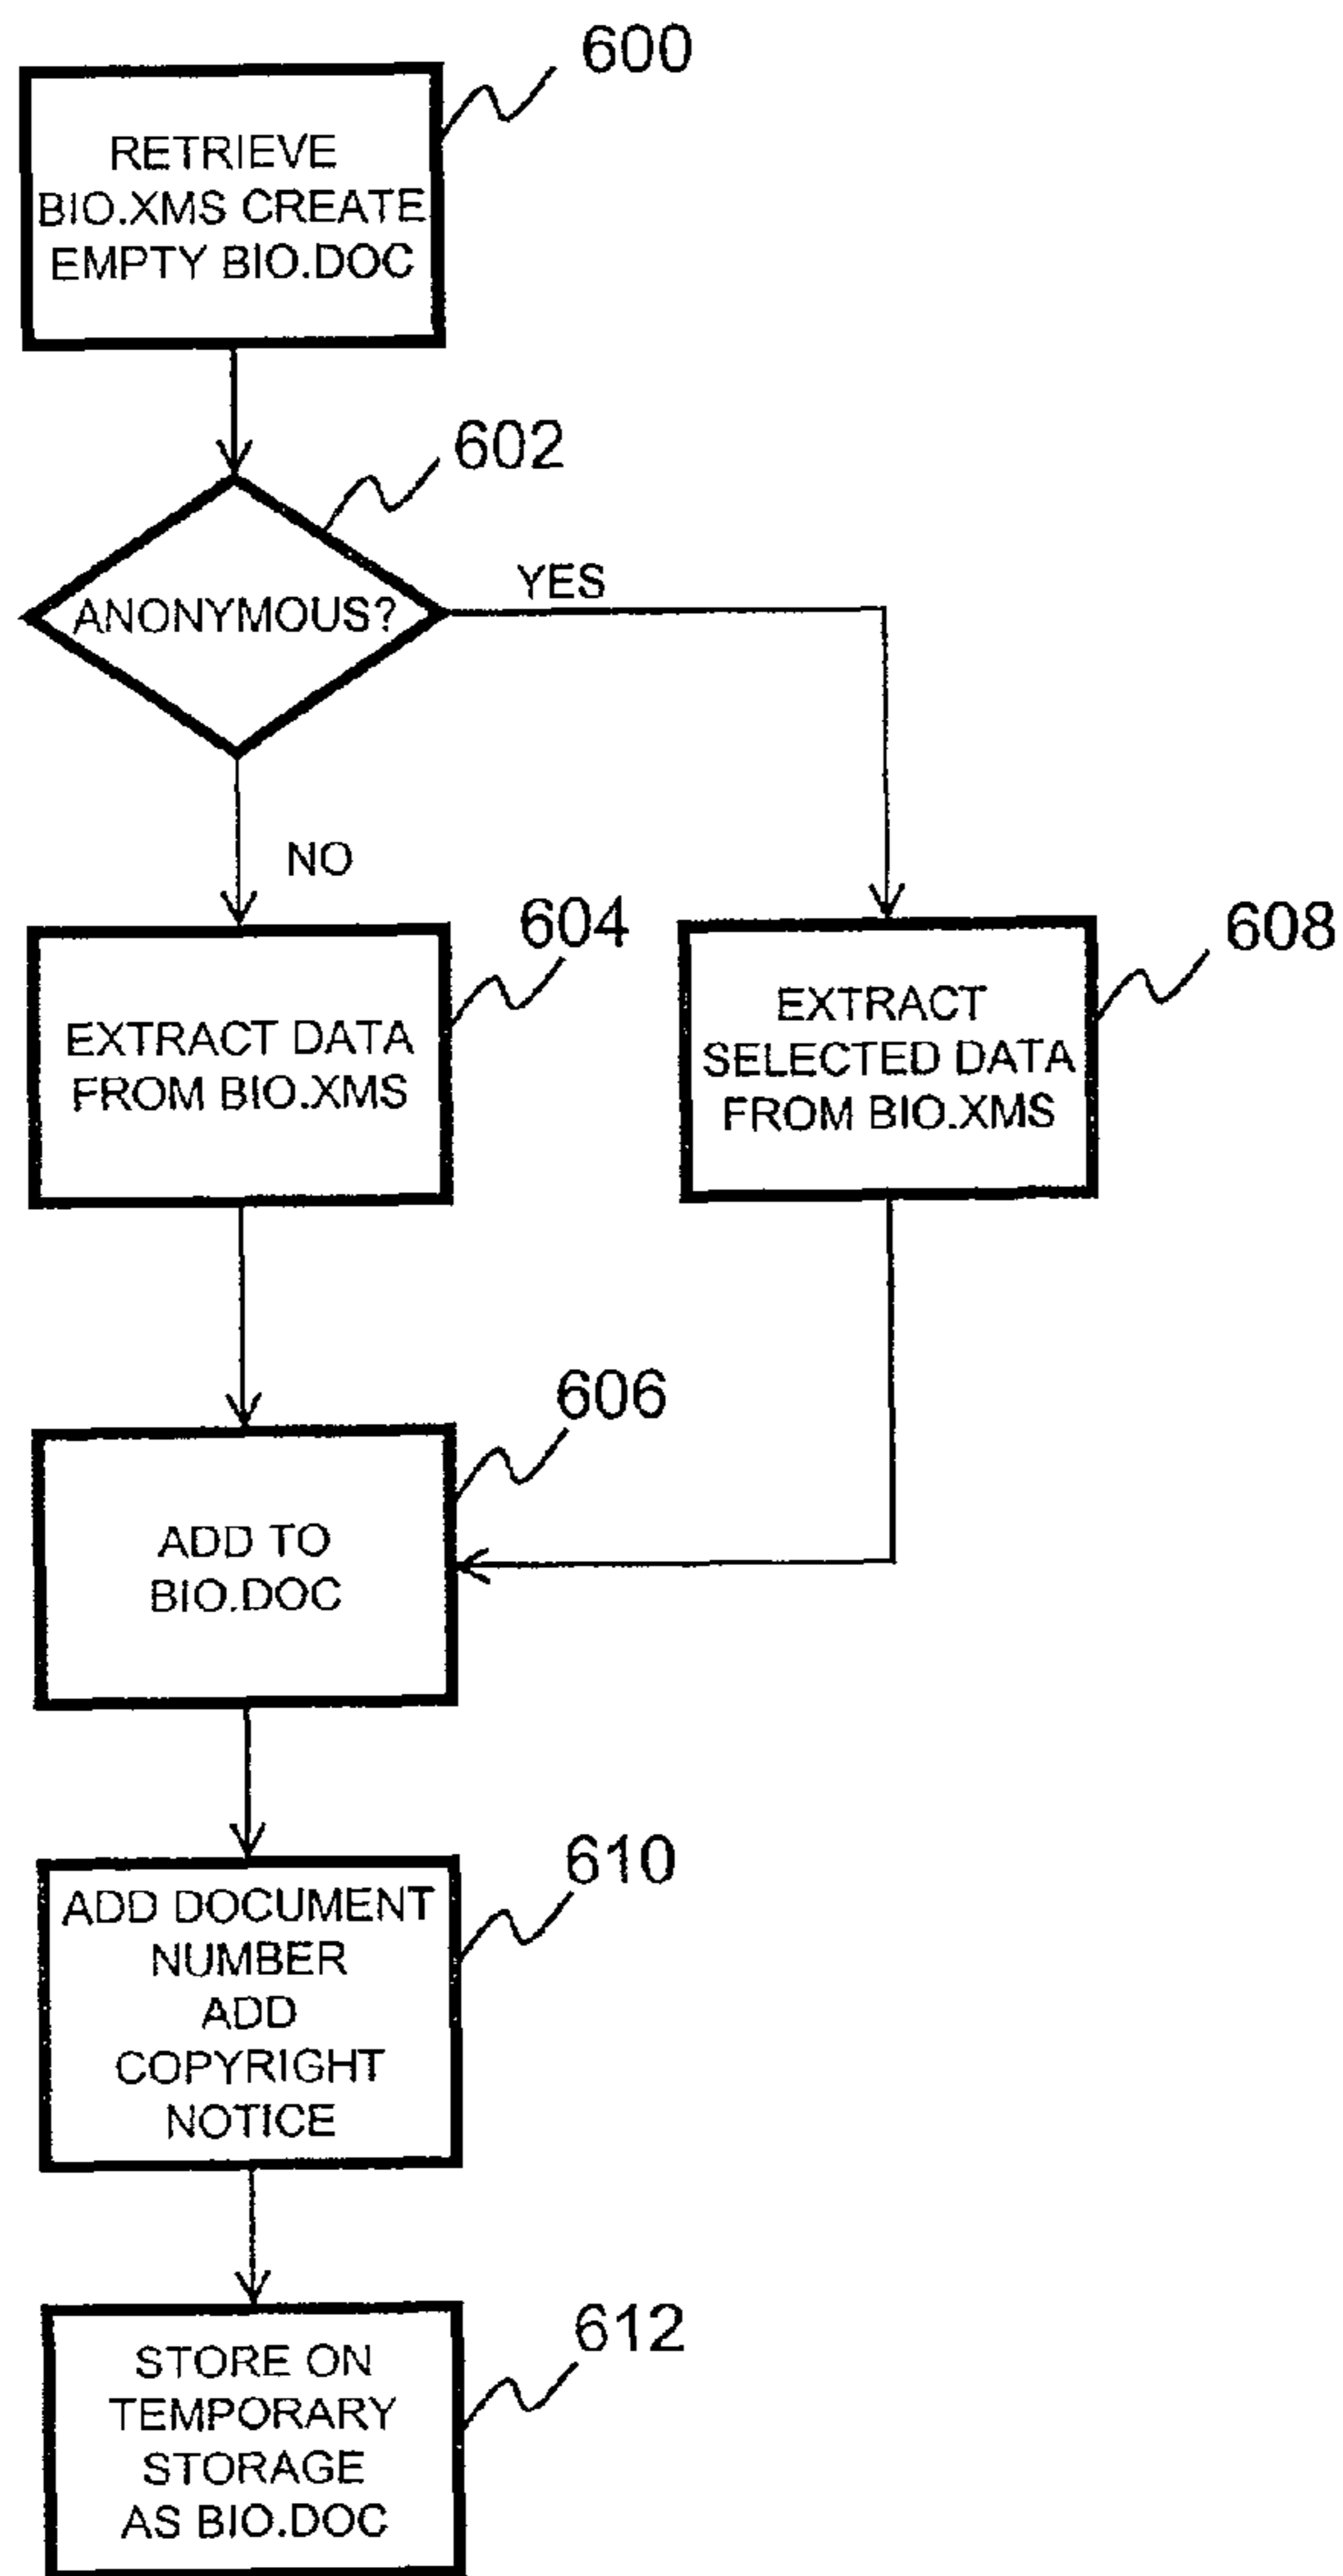 600
RETRIEVE
BIO.XMS CREATE
EMPTY BIO.DOC
602
ANONYMOUS?
YES
NO
604
EXTRACT DATA
FROM BIO.XMS
608
EXTRACT
SELECTED DATA
FROM BIO.XMS
606
ADD TO
BIO.DOC
610
ADD DOCUMENT
NUMBER
ADD
COPYRIGHT
NOTICE
612
STORE ON
TEMPORARY
STORAGE
AS BIO.DOC